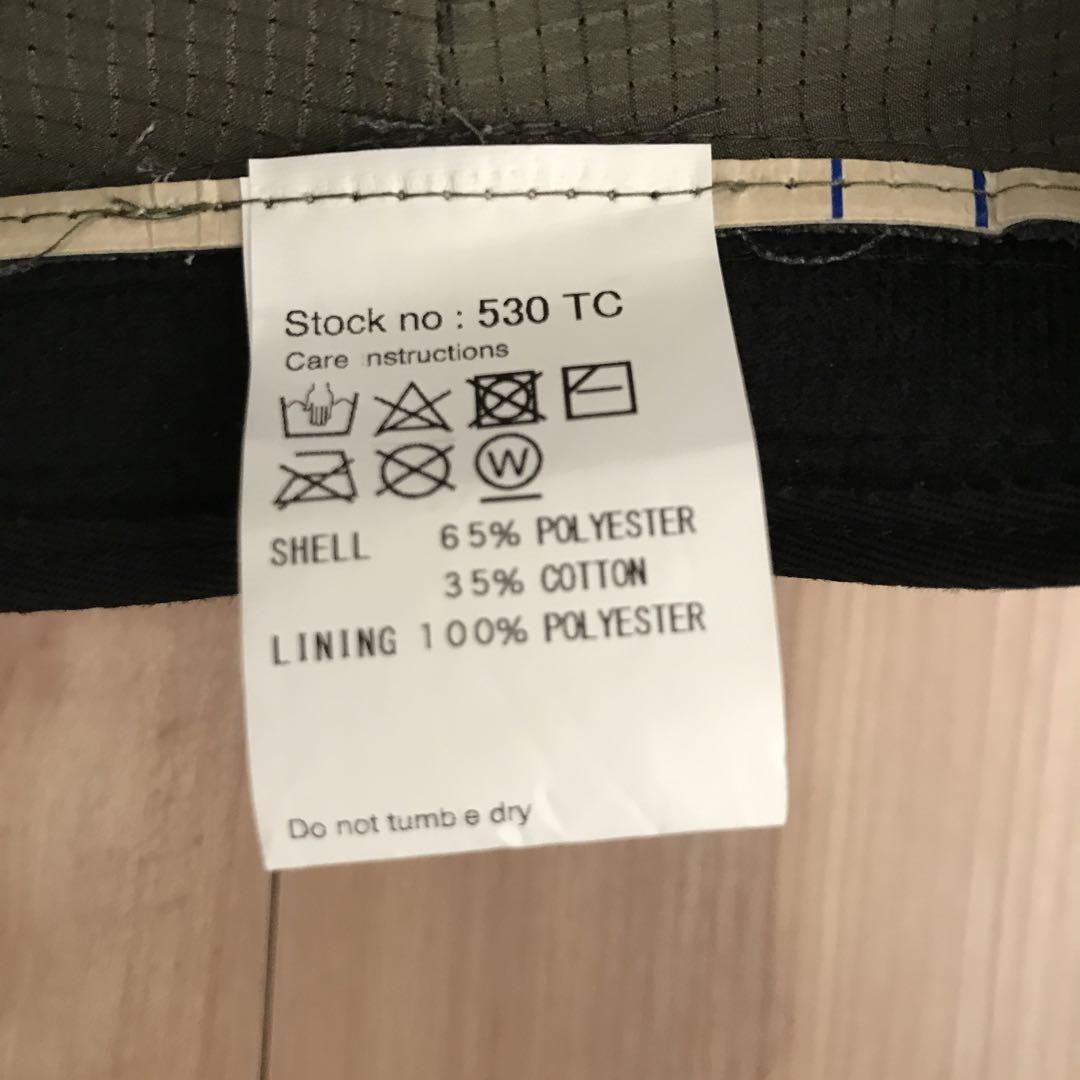 Stock no : 530 TC
Care nstructions
W
SHELL 65% POLYESTER
35% COTTON
LINING 100% POLYESTER
Do not tumb e dry